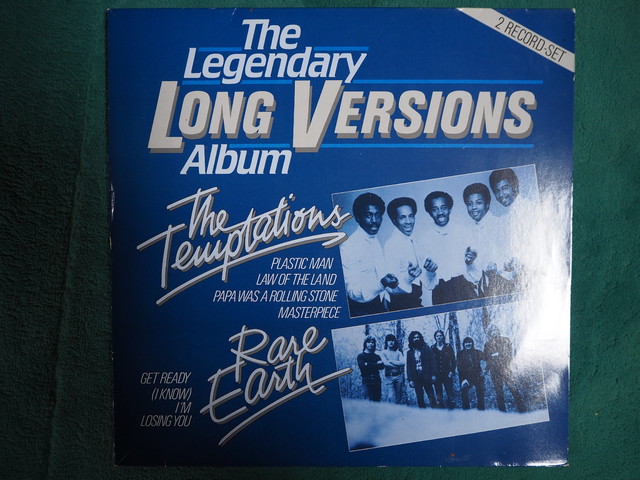 The
Legendary
LONG VERSIONS
Album
2 RECORD-SET
The
Temptations
PLASTIC MAN
LAW OF THE LAND
PAPA WAS A ROLLING STONE
MASTERPIECE
Rare
Earth
GET READY
(I KNOW)
I'M
LOSING YOU